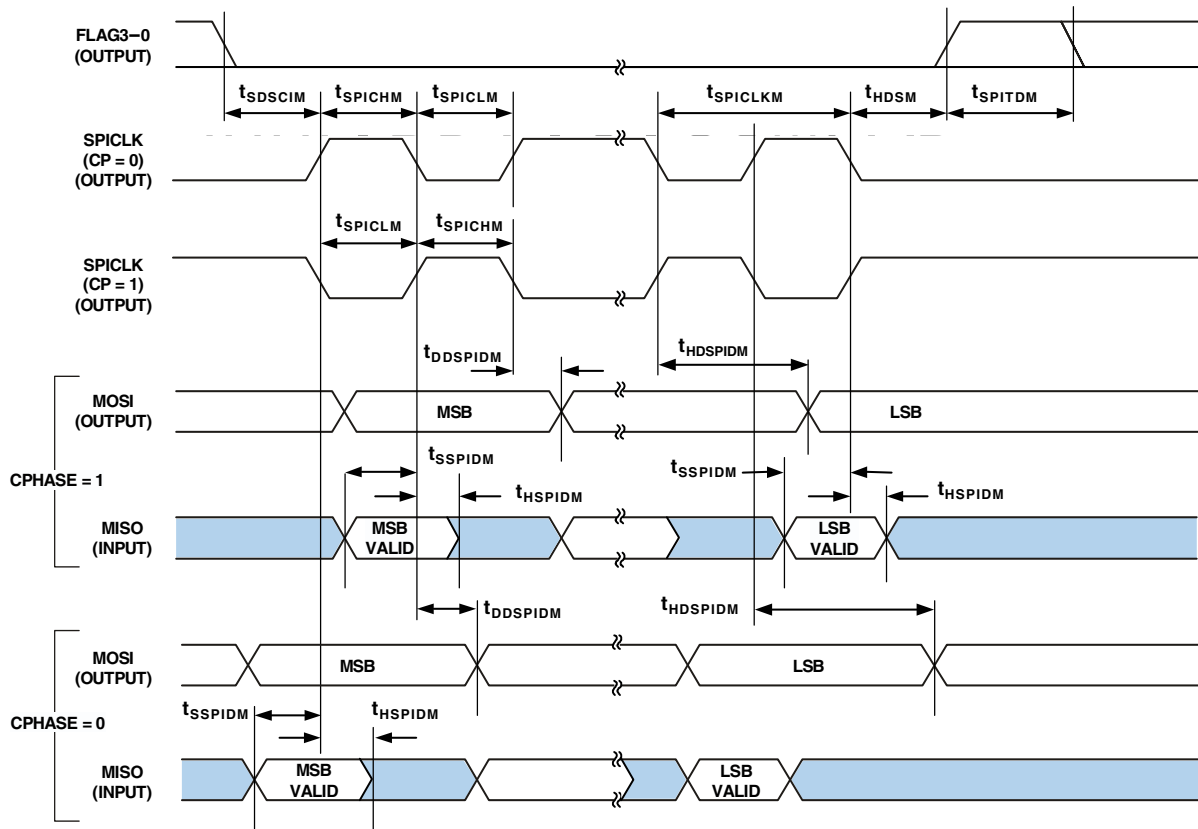 FLAG3–0
(OUTPUT)
tSDSCIM
tSPICHM
tSPICLM
tSPICLKM
tHDSM
tSPITDM
SPICLK
(CP = 0)
(OUTPUT)
tSPICLM
tSPICHM
SPICLK
(CP = 1)
(OUTPUT)
tDDSPIDM
tHDSPIDM
MOSI
(OUTPUT)
MSB
LSB
CPHASE = 1
tSSPIDM
tHSPIDM
tSSPIDM
tHSPIDM
MISO
(INPUT)
MSB
VALID
LSB
VALID
tDDSPIDM
tHDSPIDM
MOSI
(OUTPUT)
MSB
LSB
CPHASE = 0
tSSPIDM
tHSPIDM
MISO
(INPUT)
MSB
VALID
LSB
VALID